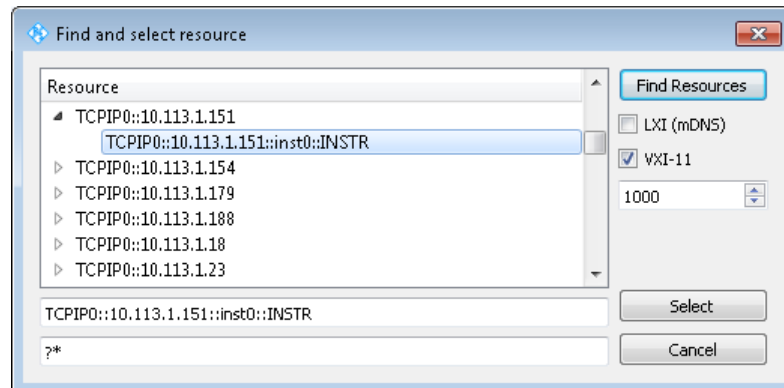 Find and select resource
Resource
TCPIP0::10.113.1.151
TCPIP0::10.113.1.151::inst0::INSTR
TCPIP0::10.113.1.154
TCPIP0::10.113.1.179
TCPIP0::10.113.1.188
TCPIP0::10.113.1.18
TCPIP0::10.113.1.23
TCPIP0::10.113.1.151::inst0::INSTR
?*
Find Resources
LXI (mDNS)
VXI-11
1000
Select
Cancel